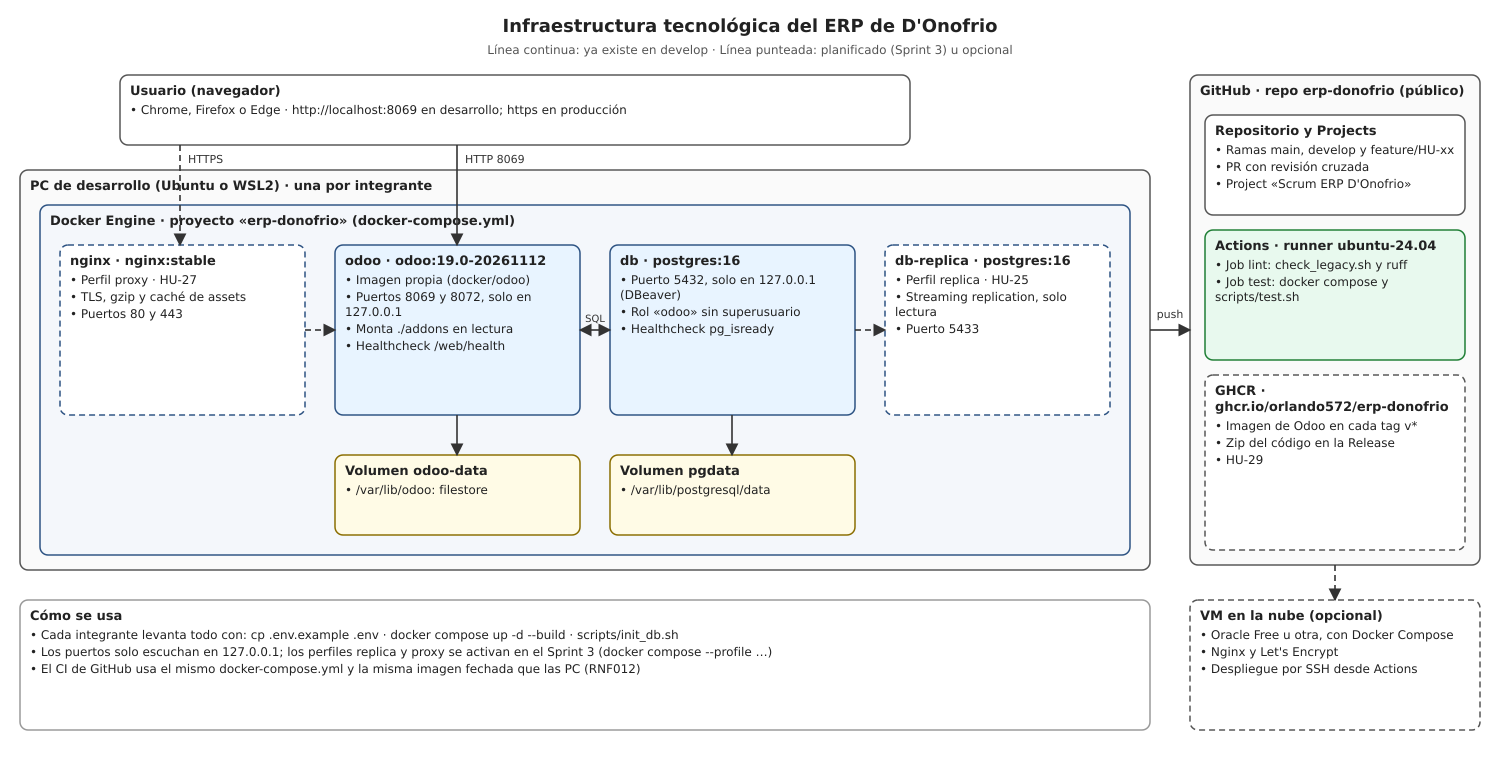 Infraestructura tecnológica del ERP de D'Onofrio
Línea continua: ya existe en develop · Línea punteada: planificado (Sprint 3) u opcional
Usuario (navegador)
• Chrome, Firefox o Edge · http://localhost:8069 en desarrollo; https en producción
HTTPS
HTTP 8069
PC de desarrollo (Ubuntu o WSL2) · una por integrante
Docker Engine · proyecto «erp-donofrio» (docker-compose.yml)
nginx · nginx:stable
• Perfil proxy · HU-27
• TLS, gzip y caché de assets
• Puertos 80 y 443
odoo · odoo:19.0-20261112
• Imagen propia (docker/odoo)
• Puertos 8069 y 8072, solo en
127.0.0.1
• Monta ./addons en lectura
• Healthcheck /web/health
SQL
db · postgres:16
• Puerto 5432, solo en 127.0.0.1
(DBeaver)
• Rol «odoo» sin superusuario
• Healthcheck pg_isready
db-replica · postgres:16
• Perfil replica · HU-25
• Streaming replication, solo
lectura
• Puerto 5433
Volumen odoo-data
• /var/lib/odoo: filestore
Volumen pgdata
• /var/lib/postgresql/data
push
GitHub · repo erp-donofrio (público)
Repositorio y Projects
• Ramas main, develop y feature/HU-xx
• PR con revisión cruzada
• Project «Scrum ERP D'Onofrio»
Actions · runner ubuntu-24.04
• Job lint: check_legacy.sh y ruff
• Job test: docker compose y
scripts/test.sh
GHCR ·
ghcr.io/orlando572/erp-donofrio
• Imagen de Odoo en cada tag v*
• Zip del código en la Release
• HU-29
Cómo se usa
• Cada integrante levanta todo con: cp .env.example .env · docker compose up -d --build · scripts/init_db.sh
• Los puertos solo escuchan en 127.0.0.1; los perfiles replica y proxy se activan en el Sprint 3 (docker compose --profile …)
• El CI de GitHub usa el mismo docker-compose.yml y la misma imagen fechada que las PC (RNF012)
VM en la nube (opcional)
• Oracle Free u otra, con Docker Compose
• Nginx y Let's Encrypt
• Despliegue por SSH desde Actions